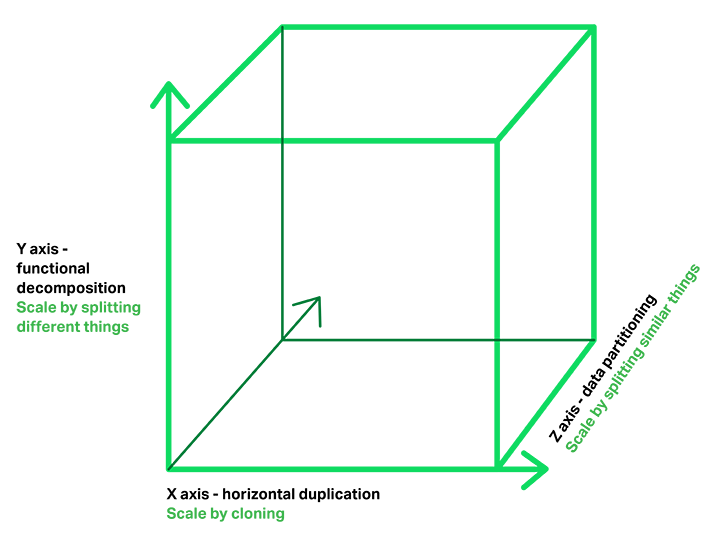 Y axis -
functional
decomposition
Scale by splitting
different things
Z axis - data partitioning
Scale by splitting similar things
X axis - horizontal duplication
Scale by cloning